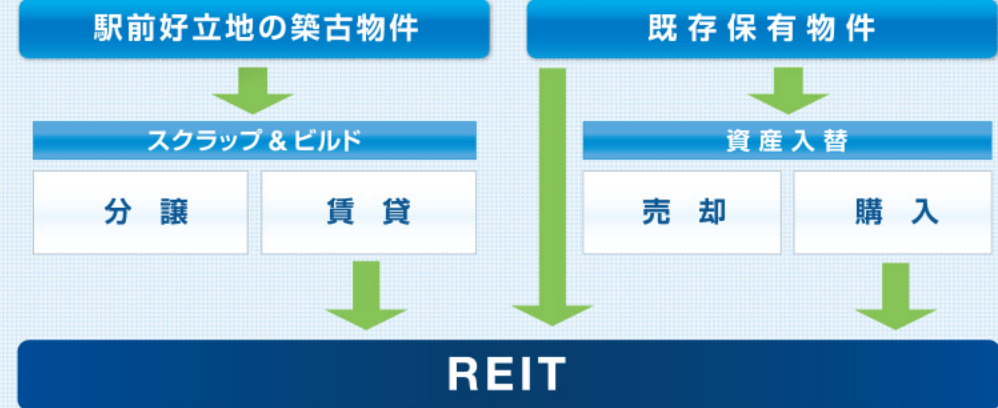 駅前好立地の築古物件
既存保有物件
スクラップ&ビルド
資産入替
分譲
賃貸
売却
購入
REIT